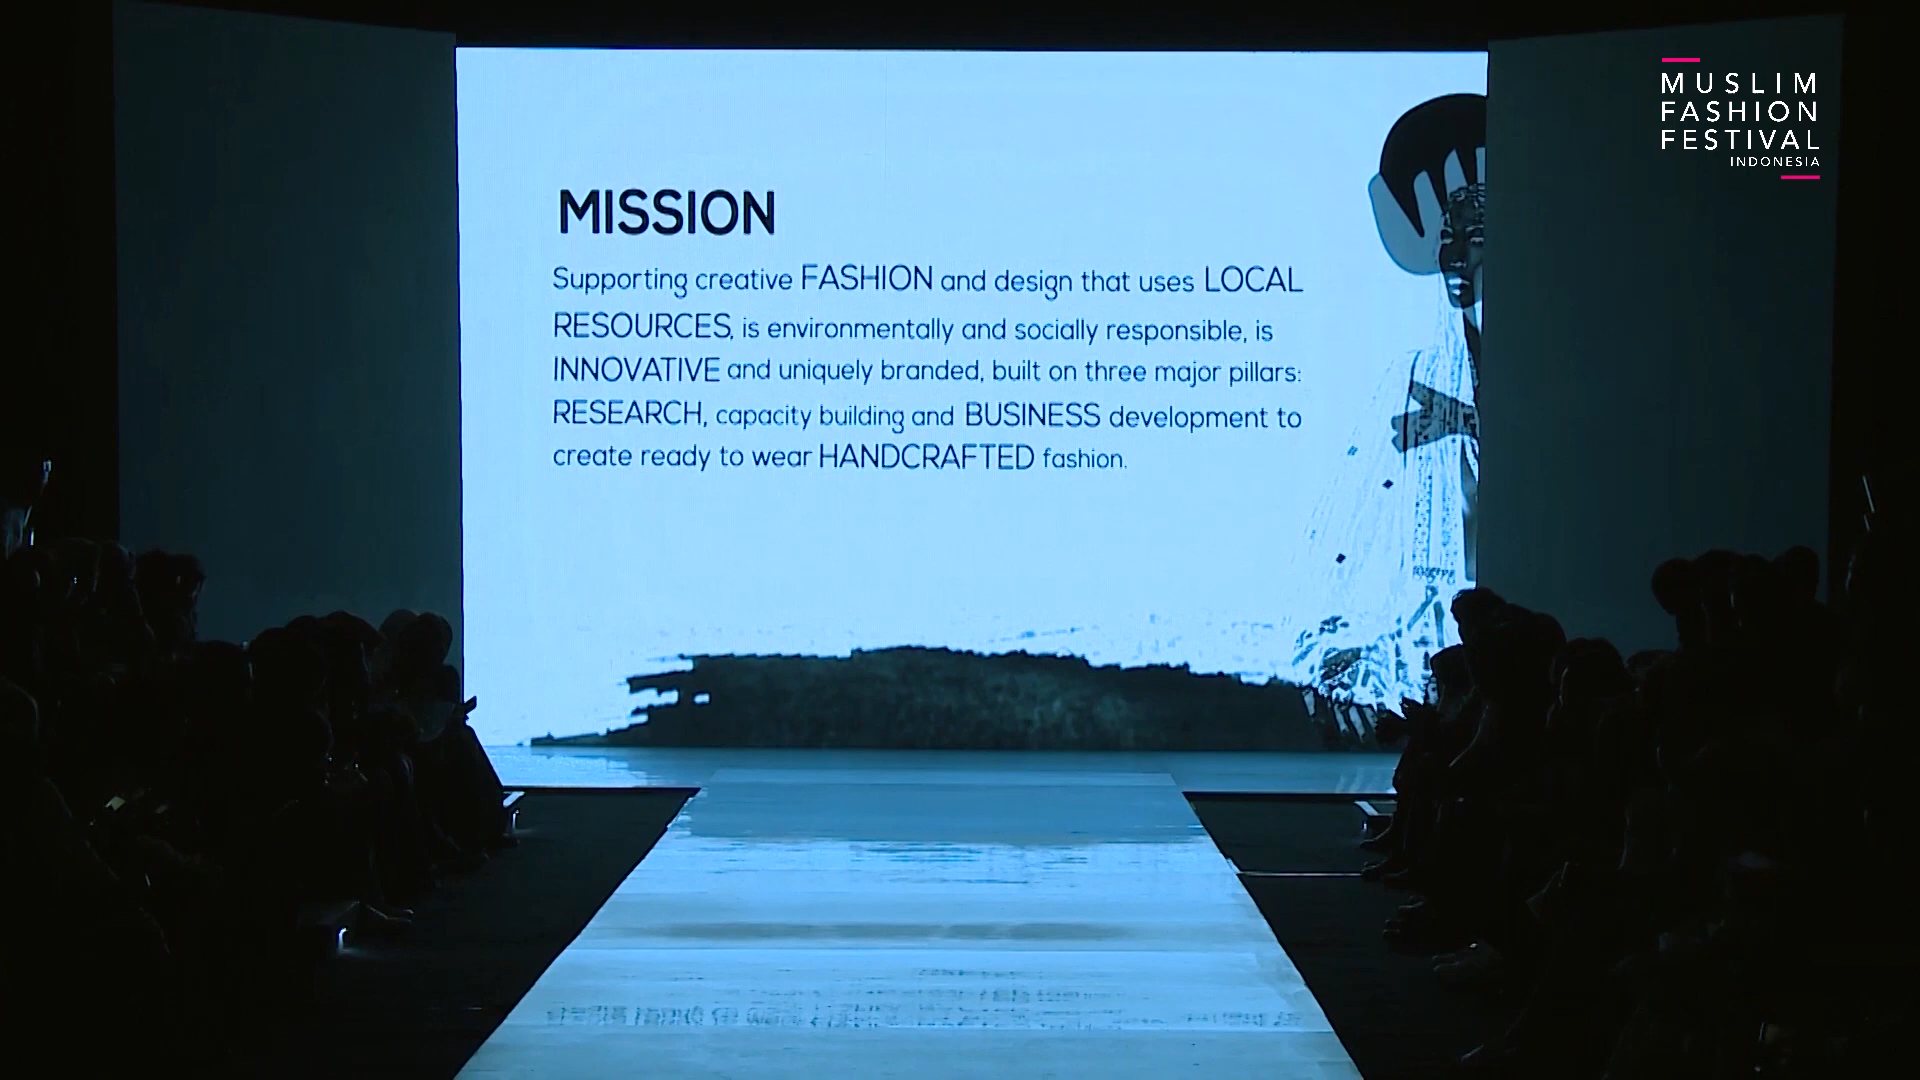 MUSLIM
FASHION
FESTIVAL
INDONESIA
MISSION
Supporting creative FASHION and design that uses LOCAL
RESOURCES, is environmentally and socially responsible, is
INNOVATIVE and uniquely branded, built on three major pillars:
RESEARCH, capacity building and BUSINESS development to
create ready to wear HANDCRAFTED fashion.